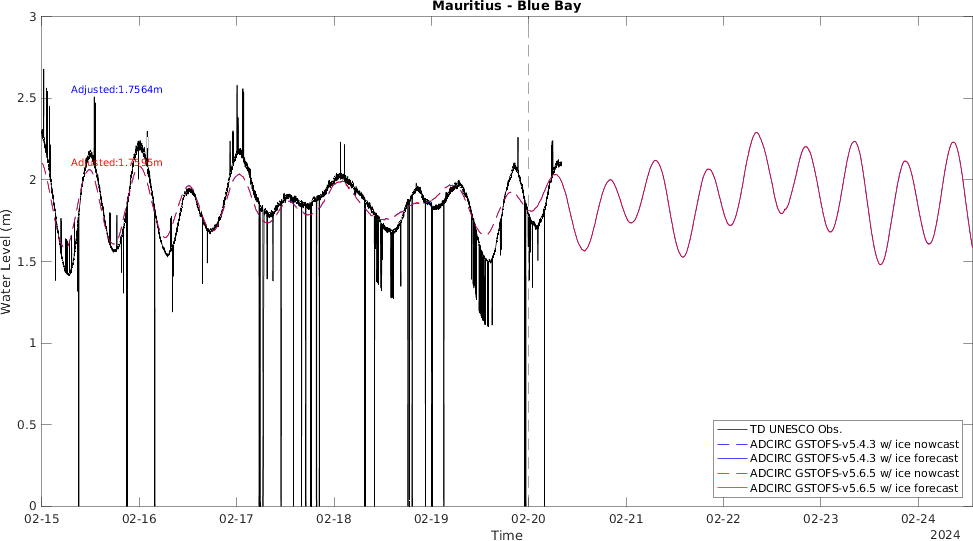 Mauritius - Blue Bay
Water Level (m)
3
2.5
2
1.5
1
0.5
0
Adjusted:1.7564m
Adjusted:1.7595m
TD UNESCO Obs.
ADCIRC GSTOFS-v5.4.3 w/ ice nowcast
ADCIRC GSTOFS-v5.4.3 w/ ice forecast
ADCIRC GSTOFS-v5.6.5 w/ ice nowcast
ADCIRC GSTOFS-v5.6.5 w/ ice forecast
02-15 02-16 02-17 02-18 02-19 02-20 02-21 02-22 02-23 02-24
Time
2024